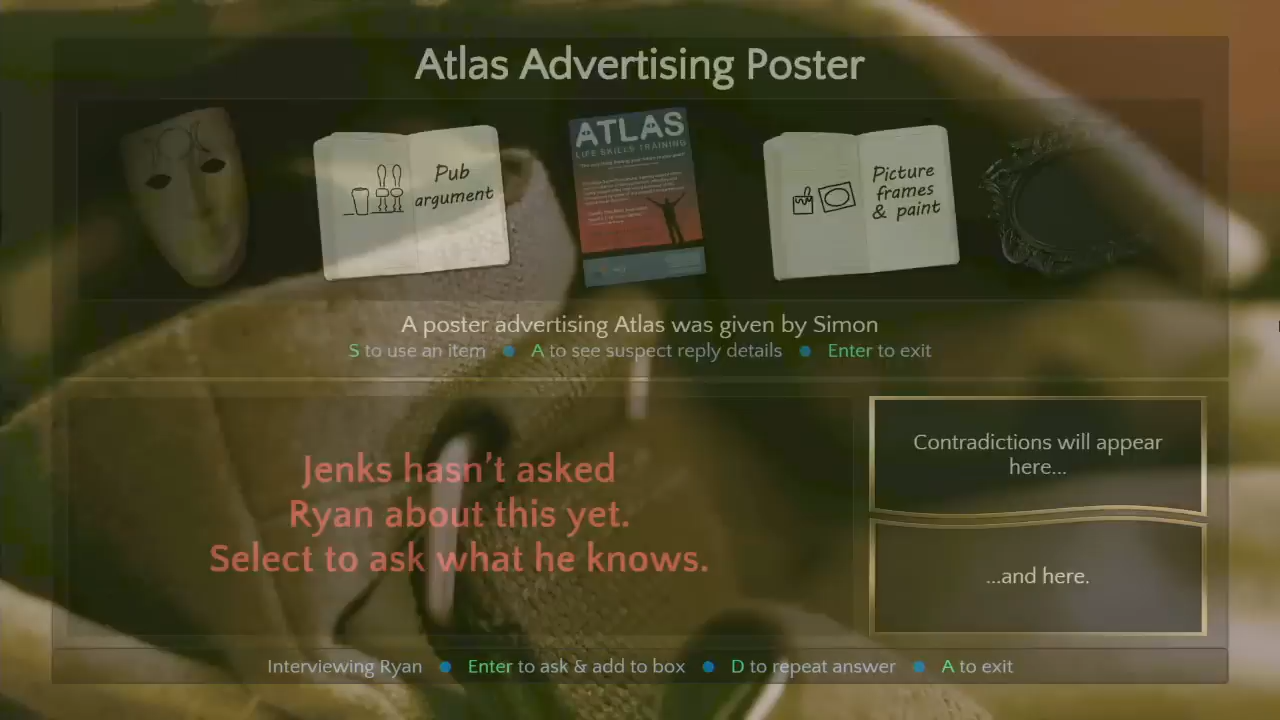 Atlas Advertising Poster
Pub
argument
ATLAS
LIFE SKILLS TRAINING
Picture
frames
& paint
A poster advertising Atlas was given by Simon
S to use an item A to see suspect reply details Enter to exit
Jenks hasn't asked
Ryan about this yet.
Select to ask what he knows.
Contradictions will appear
here...
...and here.
Interviewing Ryan Enter to ask & add to box D to repeat answer A to exit